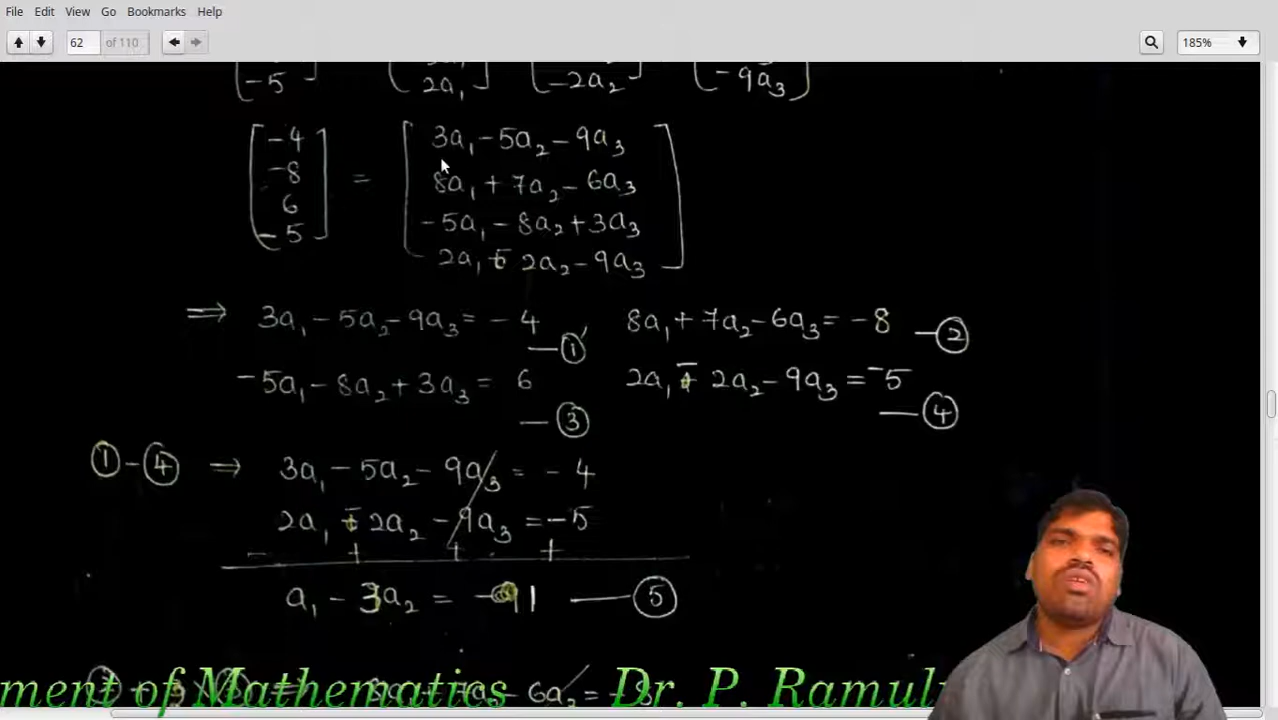 File Edit View Go Bookmarks Help
62 of 110 185%
-5 2a₁ -2a₂ -9a₃
-4 3a₁ - 5a₂ - 9a₃
-8 = 8a₁ + 7a₂ - 6a₃
6 -5a₁ - 8a₂ + 3a₃
-5 2a₁ - 2a₂ - 9a₃
⇒ 3a₁ - 5a₂ - 9a₃ = -4 —① 8a₁ + 7a₂ - 6a₃ = -8 —②
-5a₁ - 8a₂ + 3a₃ = 6 —③ 2a₁ - 2a₂ - 9a₃ = -5 —④
① - ④ ⇒ 3a₁ - 5a₂ - 9a₃ = -4
2a₁ - 2a₂ - 9a₃ = -5
- + + +
a₁ - 3a₂ = 1 —⑤
ment of Mathematics Dr. P. Ramul